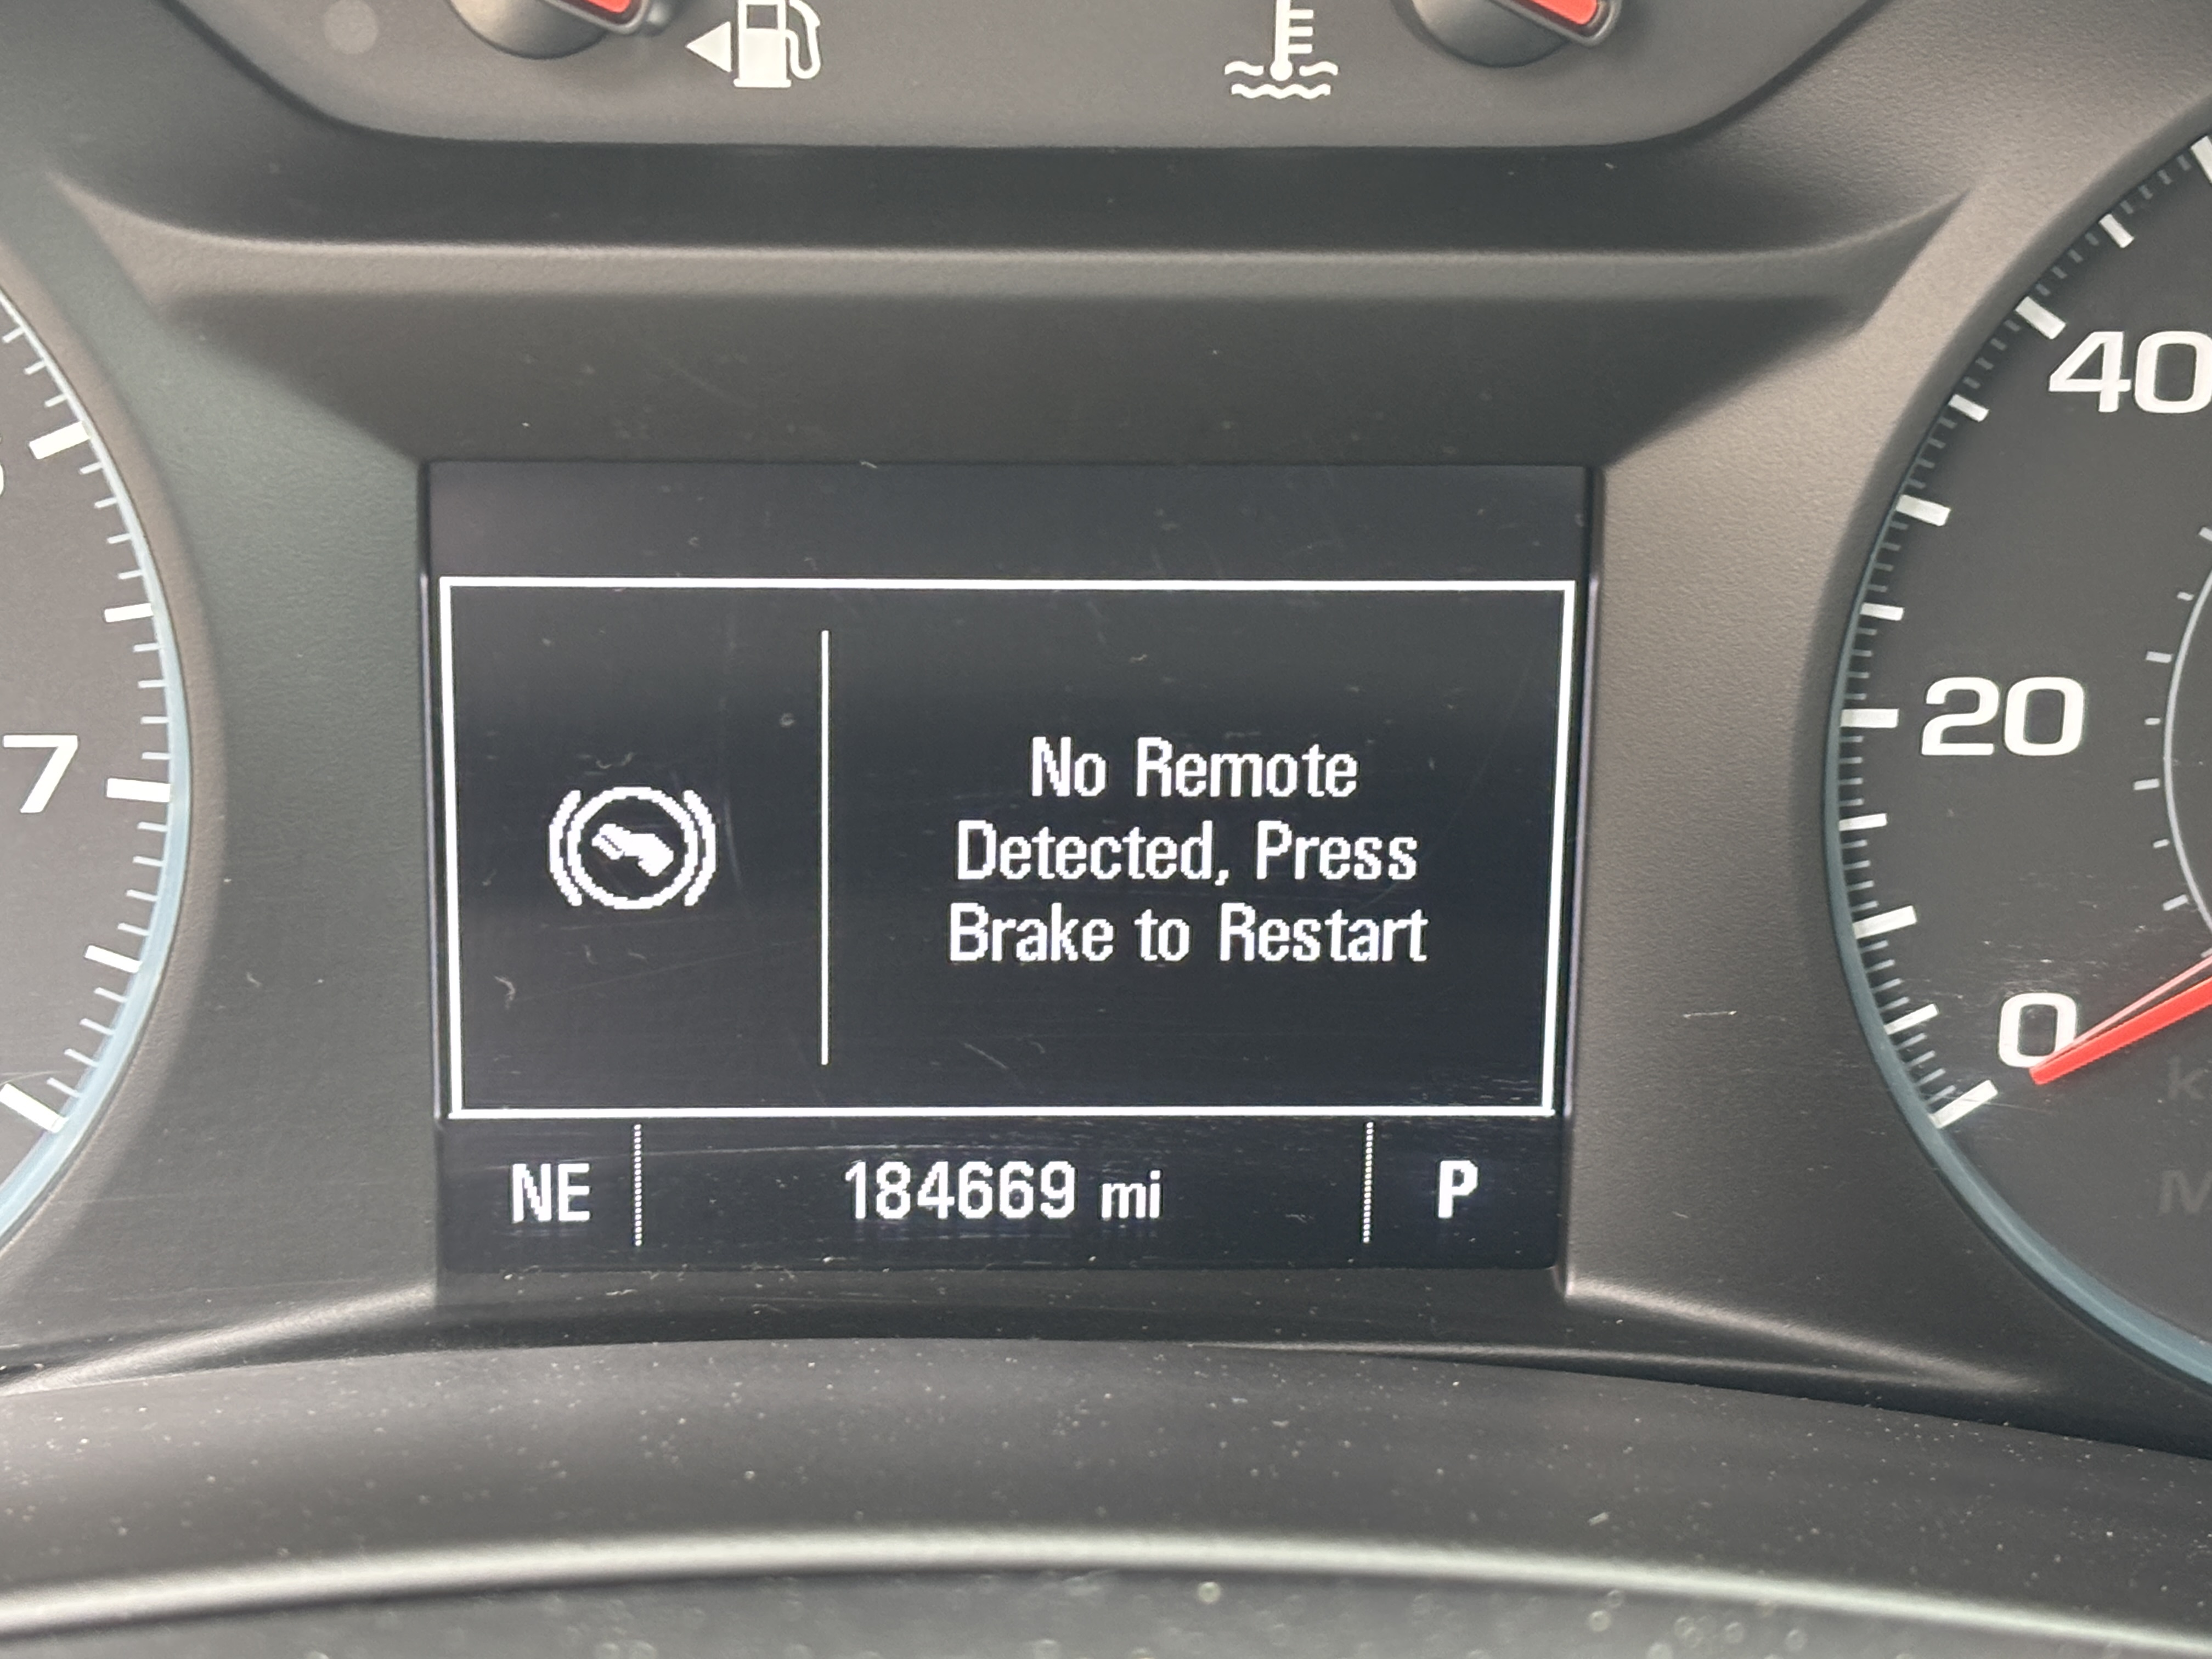 40
7
20
No Remote
Detected, Press
Brake to Restart
0
NE 184669 mi P